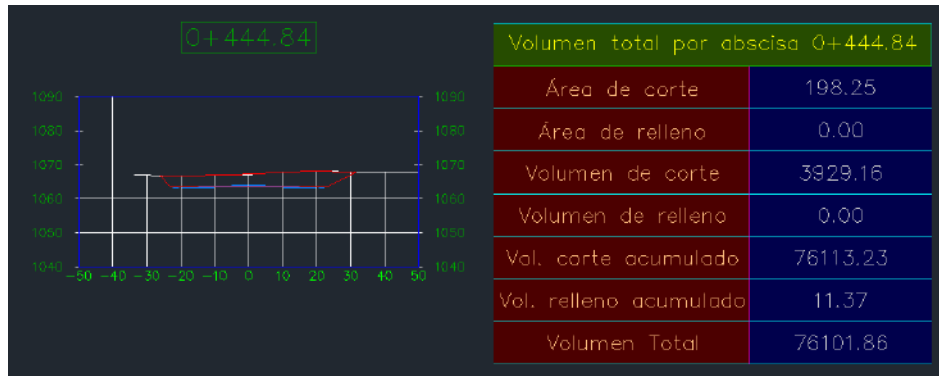 0+444.84
1090 1090
1080 1080
1070 1070
1060 1060
1050 1050
1040 1040
-50 -40 -30 -20 -10 0 10 20 30 40 50
Volumen total por abscisa 0+444.84
Área de corte 198.25
Área de relleno 0.00
Volumen de corte 3929.16
Volumen de relleno 0.00
Vol. corte acumulado 76113.23
Vol. relleno acumulado 11.37
Volumen Total 76101.86